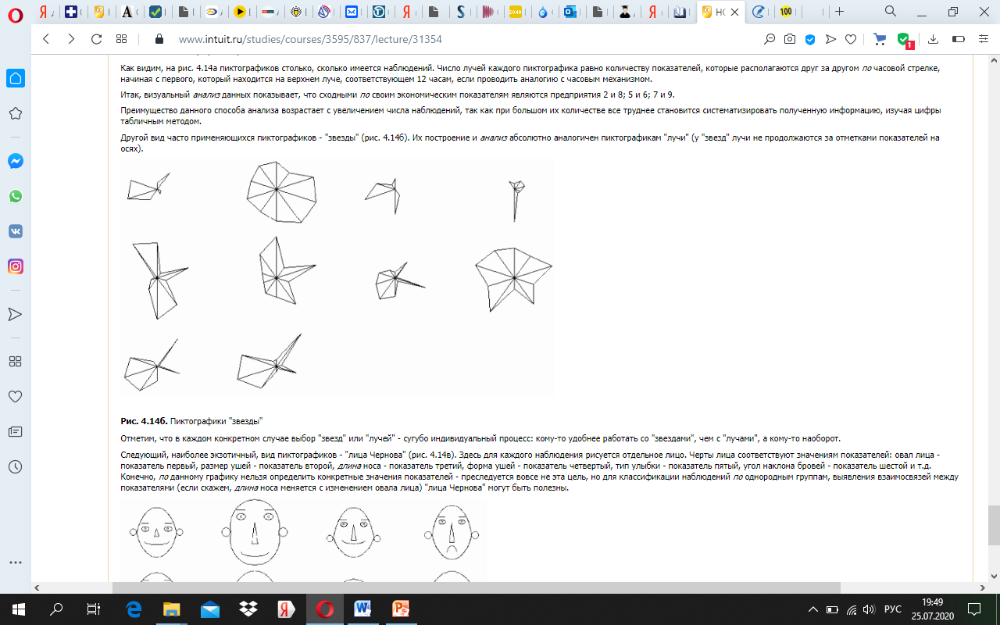 www.intuit.ru/studies/courses/3595/837/lecture/31354
Как видим, на рис. 4.14а пиктографиков столько, сколько имеется наблюдений. Число лучей каждого пиктографика равно количеству показателей, которые располагаются друг за другом по часовой стрелке,
начиная с первого, который находится на верхнем луче, соответствующем 12 часам, если проводить аналогию с часовым механизмом.
Итак, визуальный анализ данных показывает, что сходными по своим экономическим показателям являются предприятия 2 и 8; 5 и 6; 7 и 9.
Преимущество данного способа анализа возрастает с увеличением числа наблюдений, так как при большом их количестве все труднее становится систематизировать полученную информацию, изучая цифры
табличным методом.
Другой вид часто применяющихся пиктографиков - "звезды" (рис. 4.14б). Их построение и анализ абсолютно аналогичен пиктографикам "лучи" (у "звезд" лучи не продолжаются за отметками показателей на
осях).
Рис. 4.14б. Пиктографики "звезды"
Отметим, что в каждом конкретном случае выбор "звезд" или "лучей" - сугубо индивидуальный процесс: кому-то удобнее работать со "звездами", чем с "лучами", а кому-то наоборот.
Следующий, наиболее экзотичный, вид пиктографиков - "лица Чернова" (рис. 4.14в). Здесь для каждого наблюдения рисуется отдельное лицо. Черты лица соответствуют значениям показателей: овал лица -
показатель первый, размер ушей - показатель второй, длина носа - показатель третий, форма ушей - показатель четвертый, тип улыбки - показатель пятый, угол наклона бровей - показатель шестой и т.д.
Конечно, по данному графику нельзя определить конкретные значения показателей - преследуется вовсе не эта цель, но для классификации наблюдений по однородным группам, выявления взаимосвязей между
показателями (если скажем, длина носа меняется с изменением овала лица) "лица Чернова" могут быть полезны.
РУС
19:49
25.07.2020